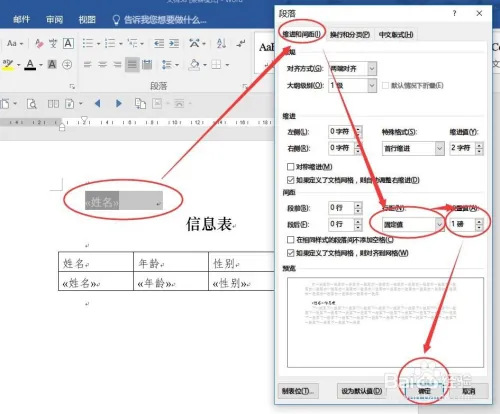 邮件 审阅 视图 告诉我您想要做什么...
段落
«姓名»
信息表
姓名 年龄 性别
«姓名» «年龄» «性别»
段落
缩进和间距(I) 换行和分页(P) 中文版式(H)
对齐方式(G): 两端对齐
大纲级别(O): 1 级 默认情况下折叠(E)
缩进
左侧(L): 0 字符 特殊格式(S): 缩进值(Y):
右侧(R): 0 字符 首行缩进 2 字符
对称缩进(M)
如果定义了文档网格，则自动调整右缩进(D)
间距
段前(B): 0 行
段后(F): 0 行 固定值 1 磅
在相同样式的段落间不添加空格(C)
如果定义了文档网格，则对齐到网格(W)
预览
制表位(T)... 设为默认值(D) 确定 取消